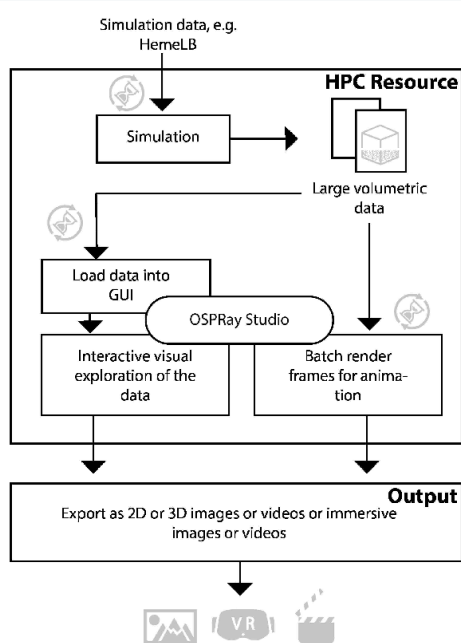 Simulation data, e.g.
HemeLB
HPC Resource
Simulation
Large volumetric
data
Load data into
GUI
OSPRay Studio
Interactive visual
exploration of the
data
Batch render
frames for anima-
tion
Output
Export as 2D or 3D images or videos or immersive
images or videos
VR